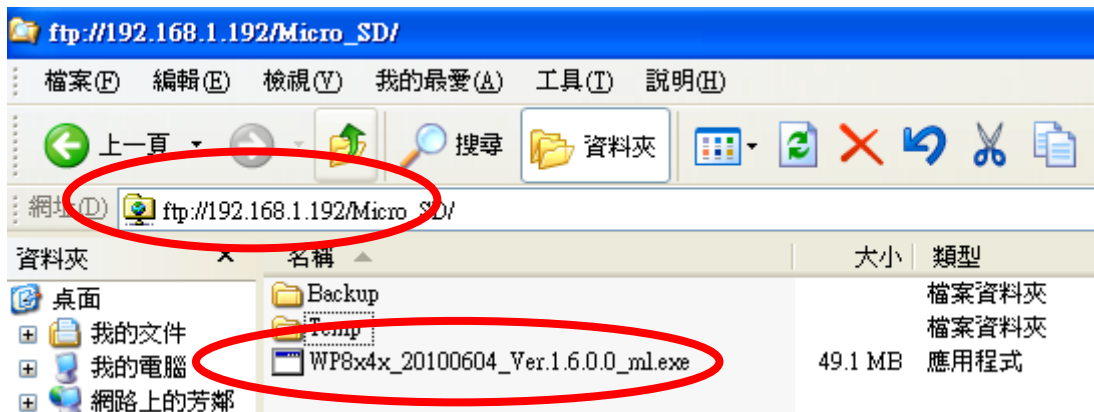 ftp://192.168.1.192/Micro_SD/
檔案(F) 編輯(E) 檢視(V) 我的最愛(A) 工具(T) 說明(H)
上一頁 搜尋 資料夾
網址(D) ftp://192.168.1.192/Micro_SD/
資料夾 × 名稱 大小 類型
桌面 Backup 檔案資料夾
我的文件 Temp 檔案資料夾
我的電腦 WP8x4x_20100604_Ver.1.6.0.0_ml.exe 49.1 MB 應用程式
網路上的芳鄰